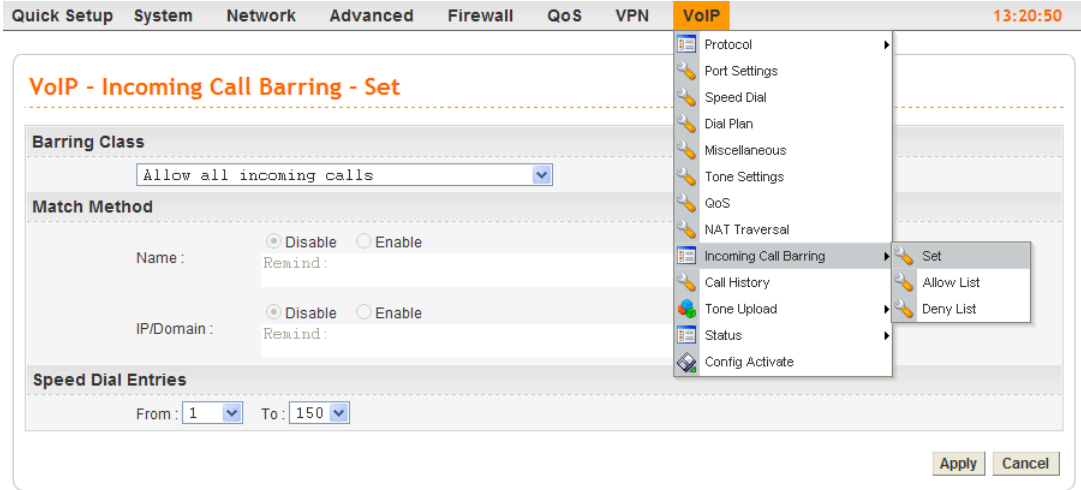 Quick Setup System Network Advanced Firewall QoS VPN VoIP 13:20:50
VoIP - Incoming Call Barring - Set
Barring Class
Allow all incoming calls
Match Method
Name :
Disable Enable
Remind:
IP/Domain :
Disable Enable
Remind:
Speed Dial Entries
From : 1 To : 150
Apply Cancel
Protocol
Port Settings
Speed Dial
Dial Plan
Miscellaneous
Tone Settings
QoS
NAT Traversal
Incoming Call Barring
Call History
Tone Upload
Status
Config Activate
Set
Allow List
Deny List